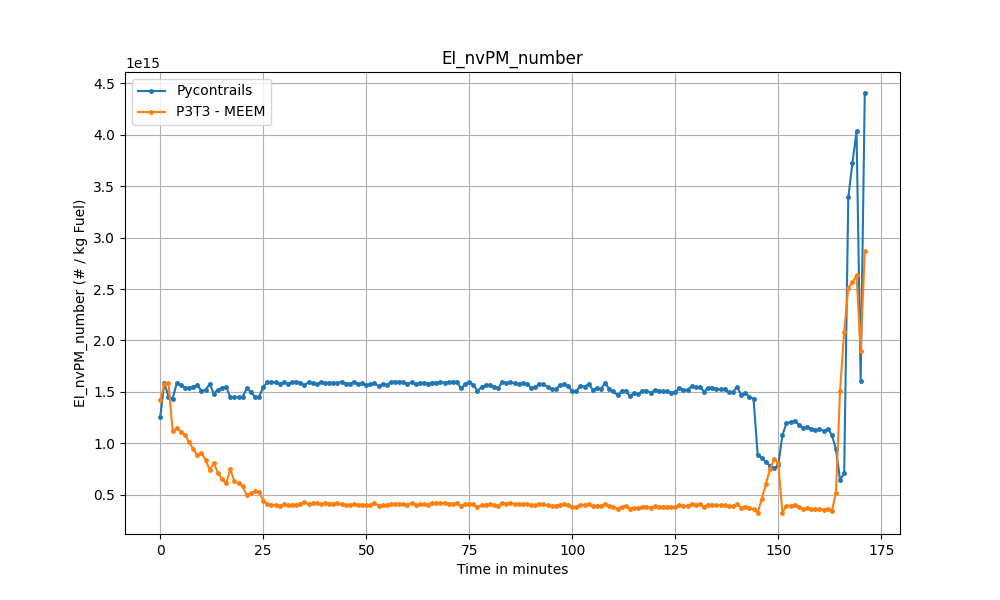 EI_nvPM_number
1e15
Pycontrails
P3T3 - MEEM
4.5
4.0
3.5
3.0
2.5
2.0
1.5
1.0
0.5
EI_nvPM_number (# / kg Fuel)
0
25
50
75
100
125
150
175
Time in minutes